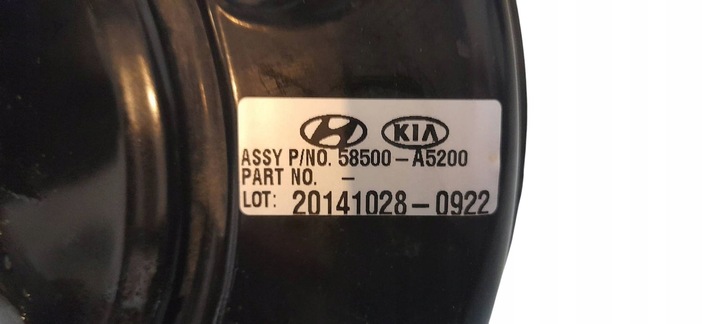 KIA
ASSY P/NO. 58500-A5200
PART NO. -
LOT: 20141028-0922